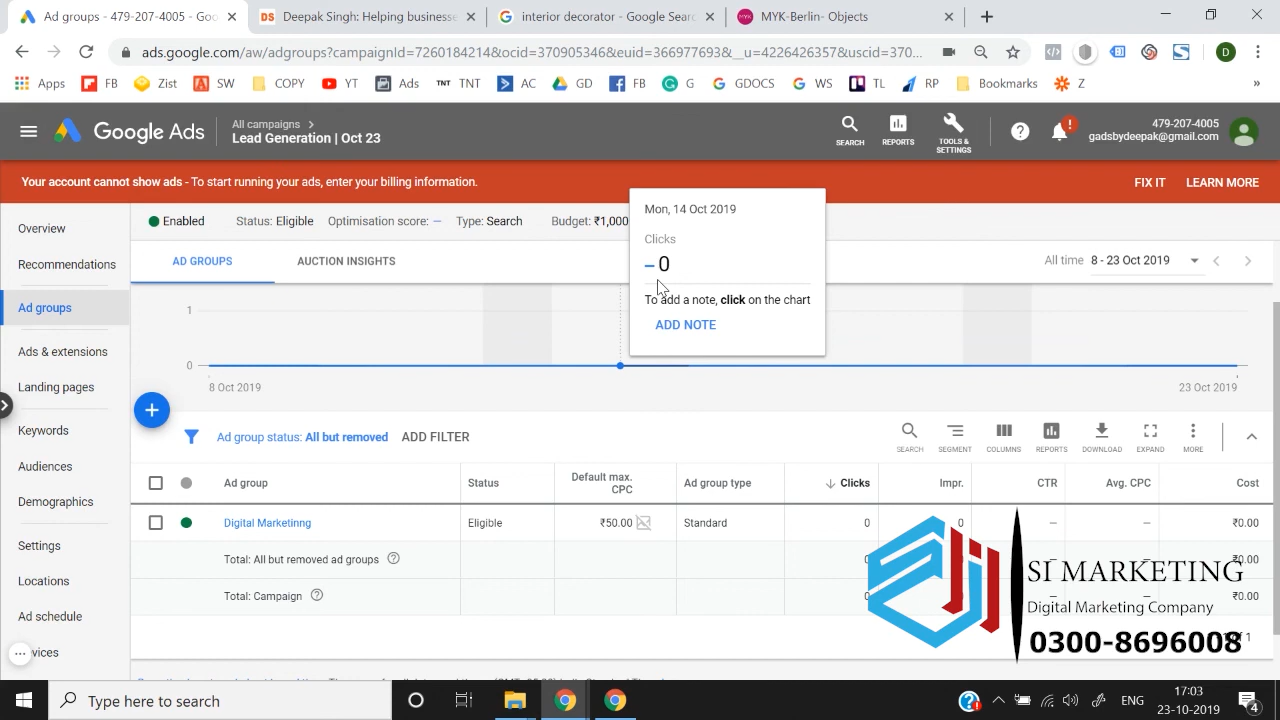 Ads - 479-207-4005 - Goo
Deepak Singh: Helping businesse
interior decorator - Google Sear
MYK-Berlin- Objects
ads.google.com/aw/adgroups?campaignId=7260184214&ocid=370905346&euid=366977693&__u=4226426357&uscid=370...
D
Apps
FB
Zist
SW
COPY
YT
Ads
TNT TNT
AC
GD
FB
G
GDOCS
WS
TL
RP
Bookmarks
Z
»
Google Ads
All campaigns >
Lead Generation | Oct 23
SEARCH
REPORTS
TOOLS &
SETTINGS
479-207-4005
gadsbydeepak@gmail.com
Your account cannot show ads - To start running your ads, enter your billing information.
FIX IT
LEARN MORE
Overview
Recommendations
Ad groups
Ads & extensions
Landing pages
Keywords
Audiences
Demographics
Settings
Locations
Ad schedule
vices
Enabled
Status: Eligible
Optimisation score: –
Type: Search
Budget: ₹1,000
Mon, 14 Oct 2019
Clicks
0
To add a note, click on the chart
ADD NOTE
AD GROUPS
AUCTION INSIGHTS
All time 8 - 23 Oct 2019
1
0
8 Oct 2019
23 Oct 2019
Ad group status: All but removed
ADD FILTER
SEARCH
SEGMENT
COLUMNS
REPORTS
DOWNLOAD
EXPAND
MORE
Ad group
Status
Default max.
CPC
Ad group type
Clicks
Impr.
CTR
Avg. CPC
Cost
Digital Marketinng
Eligible
₹50.00
Standard
0
0
–
–
₹0.00
Total: All but removed ad groups
0
₹0.00
Total: Campaign
0
₹0.00
SI MARKETING
Digital Marketing Company
0300-8696008
of 1
Type here to search
ENG
17:03
23-10-2019
4